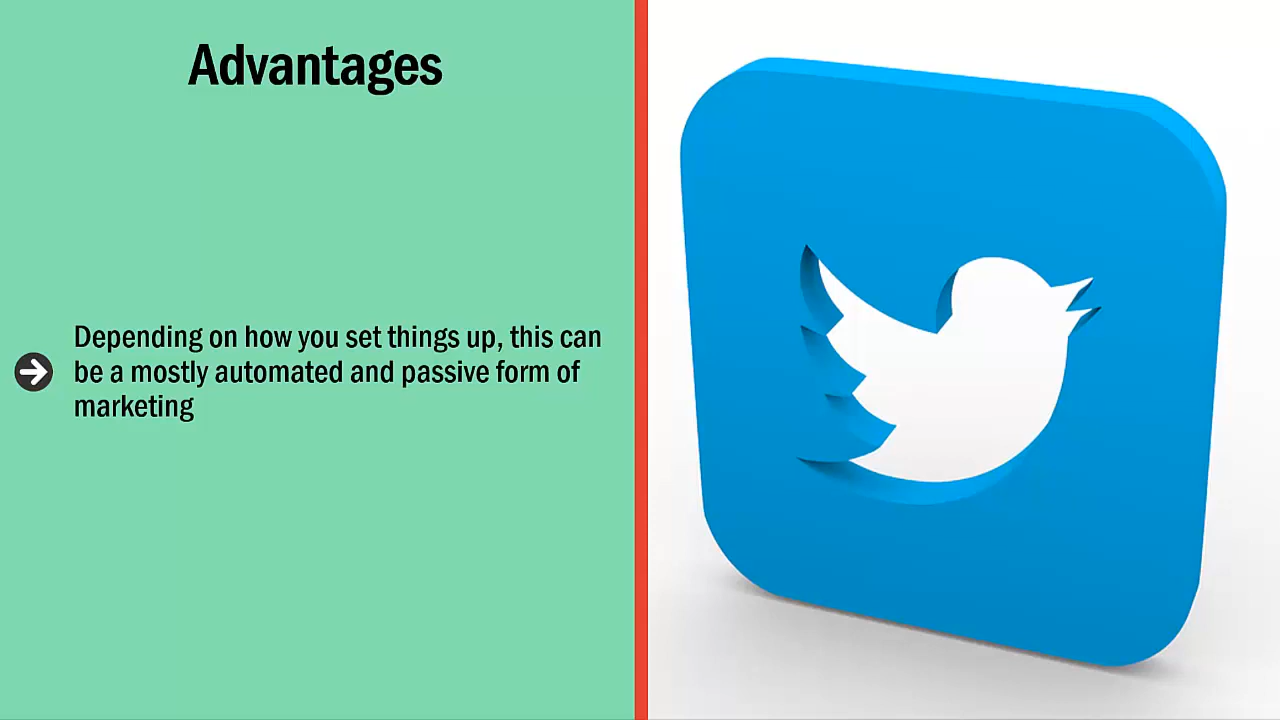 Advantages
Depending on how you set things up, this can
be a mostly automated and passive form of
marketing